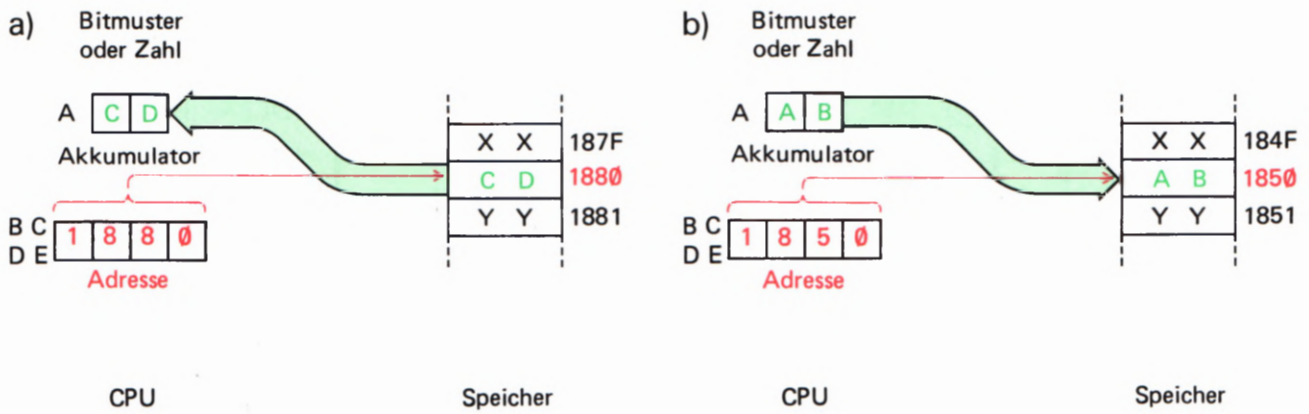 a) Bitmuster
oder Zahl
A C D
Akkumulator
X X 187F
C D 188Ø
Y Y 1881
B C
D E
1 8 8 Ø
Adresse
CPU Speicher
b) Bitmuster
oder Zahl
A A B
Akkumulator
X X 184F
A B 185Ø
Y Y 1851
B C
D E
1 8 5 Ø
Adresse
CPU Speicher